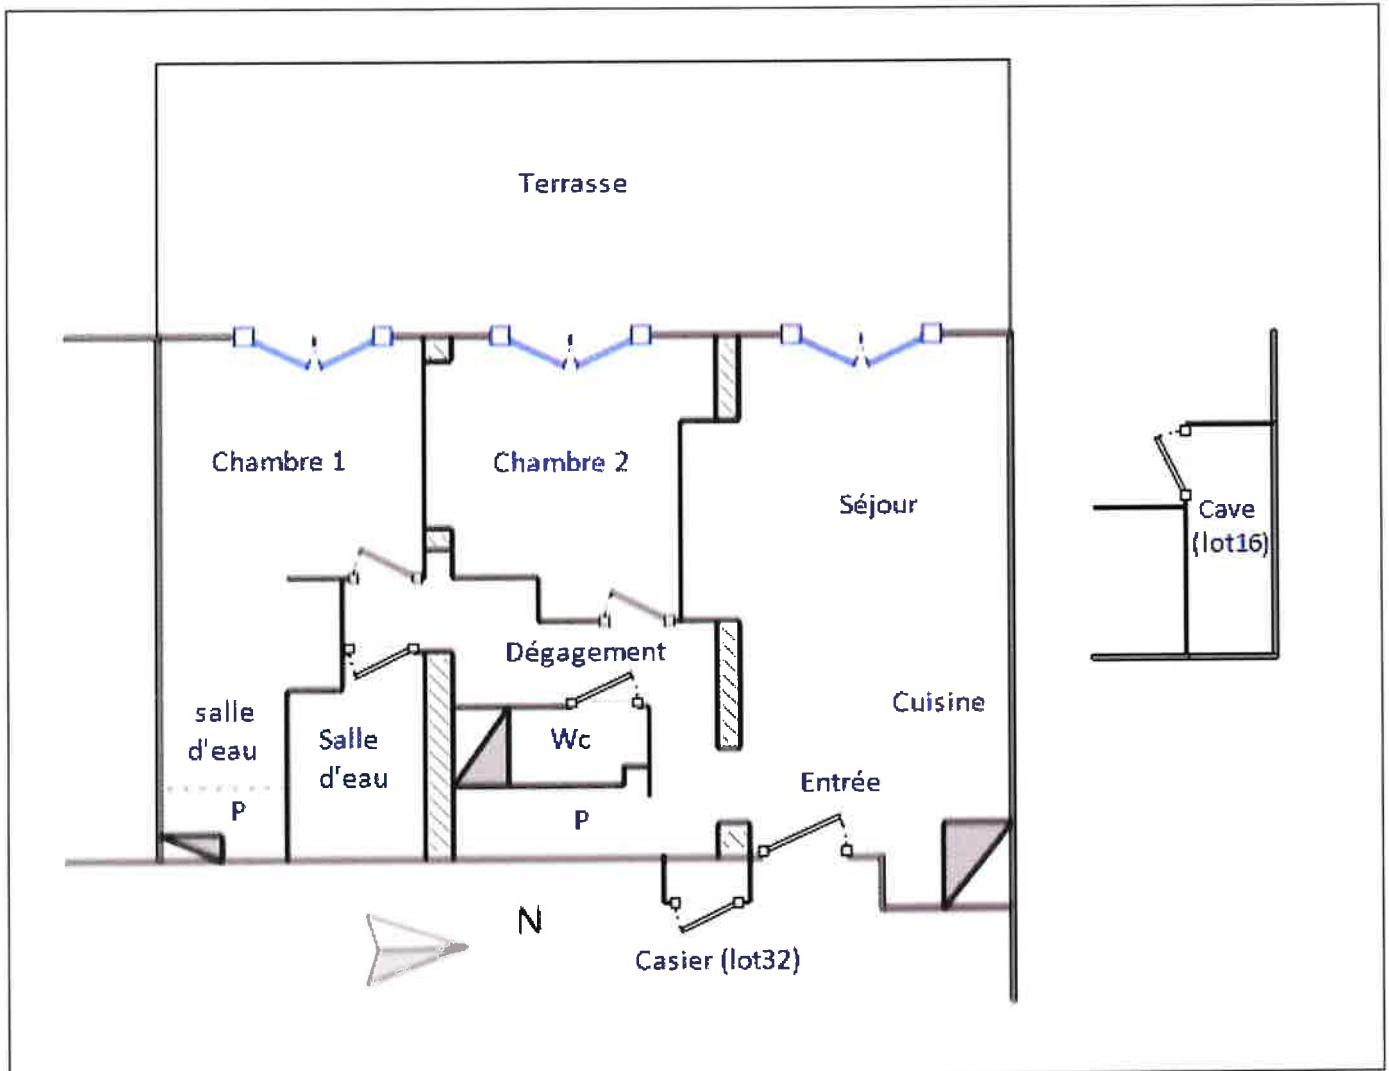 Terrasse
Chambre 1
Chambre 2
Séjour
Cave
(lot16)
Dégagement
Cuisine
salle
d'eau
Salle
d'eau
Wc
Entrée
P
P
N
Casier (lot32)